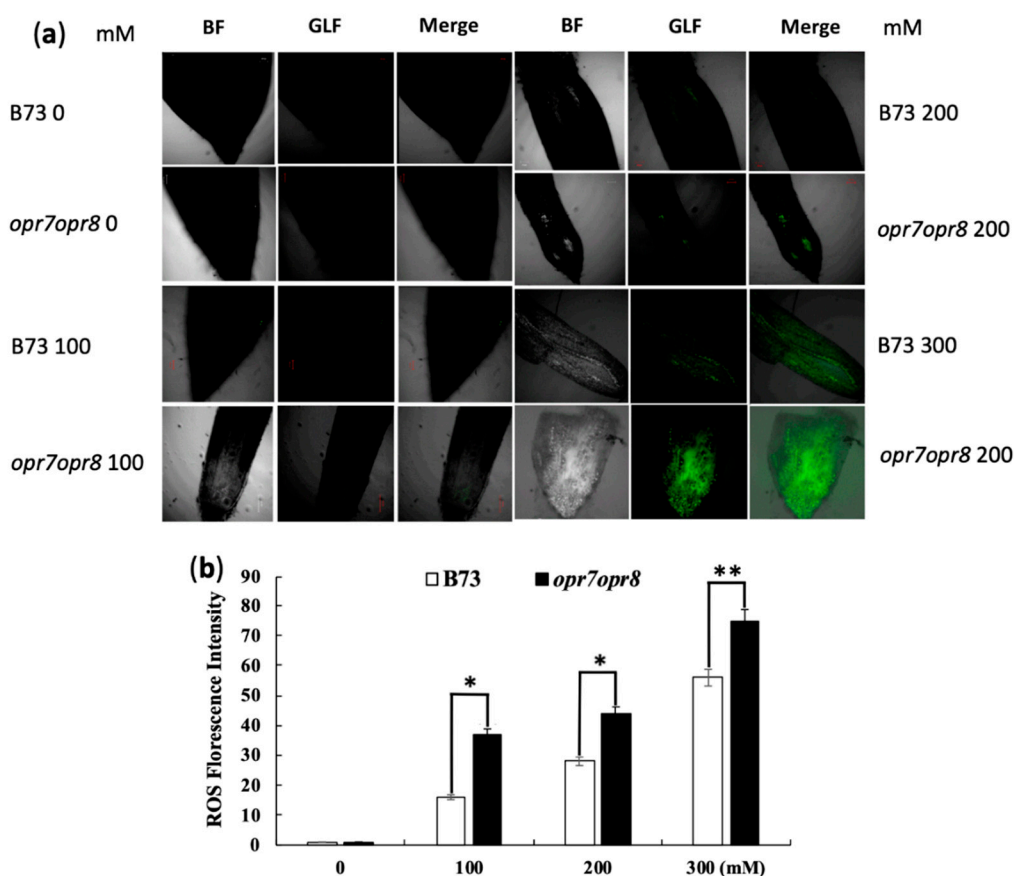 (a) mM BF GLF Merge BF GLF Merge mM
B73 0 B73 200
opr7opr8 0 opr7opr8 200
B73 100 B73 300
opr7opr8 100 opr7opr8 200
(b)
90
80
70
60
50
40
30
20
10
0
ROS Florescence Intensity
B73 opr7opr8
*
*
**
0 100 200 300 (mM)